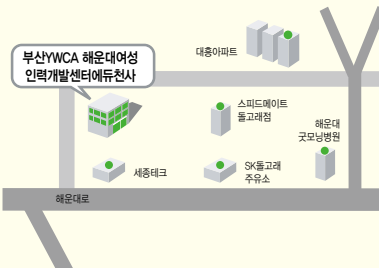 대흥아파트
부산YWCA 해운대여성
인력개발센터에듀천사
스피드메이트
돌고래점
해운대
굿모닝병원
세종테크
SK돌고래
주유소
해운대로